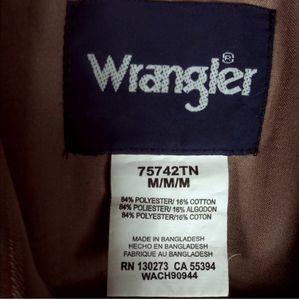 Wrangler®
75742TN
M/M/M
84% POLYESTER/ 16% COTTON
84% POLIESTER/ 16% ALGODON
84% POLYESTER/16% COTON
MADE IN BANGLADESH
HECHO EN BANGLADESH
FABRIQUE AU BANGLADESH
RN 130273 CA 55394
WACH90944